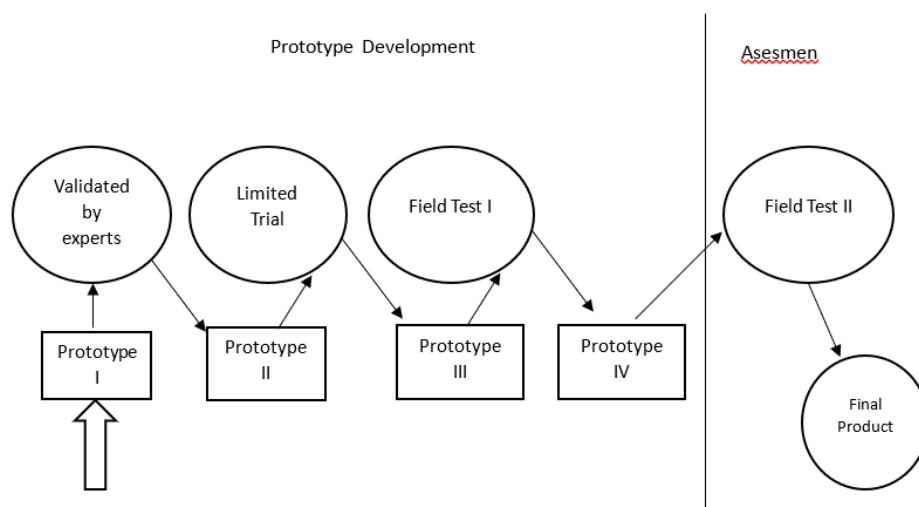 Prototype Development
Asesmen
Validated
by
experts
Limited
Trial
Field Test I
Field Test II
Prototype
I
Prototype
II
Prototype
III
Prototype
IV
Final
Product